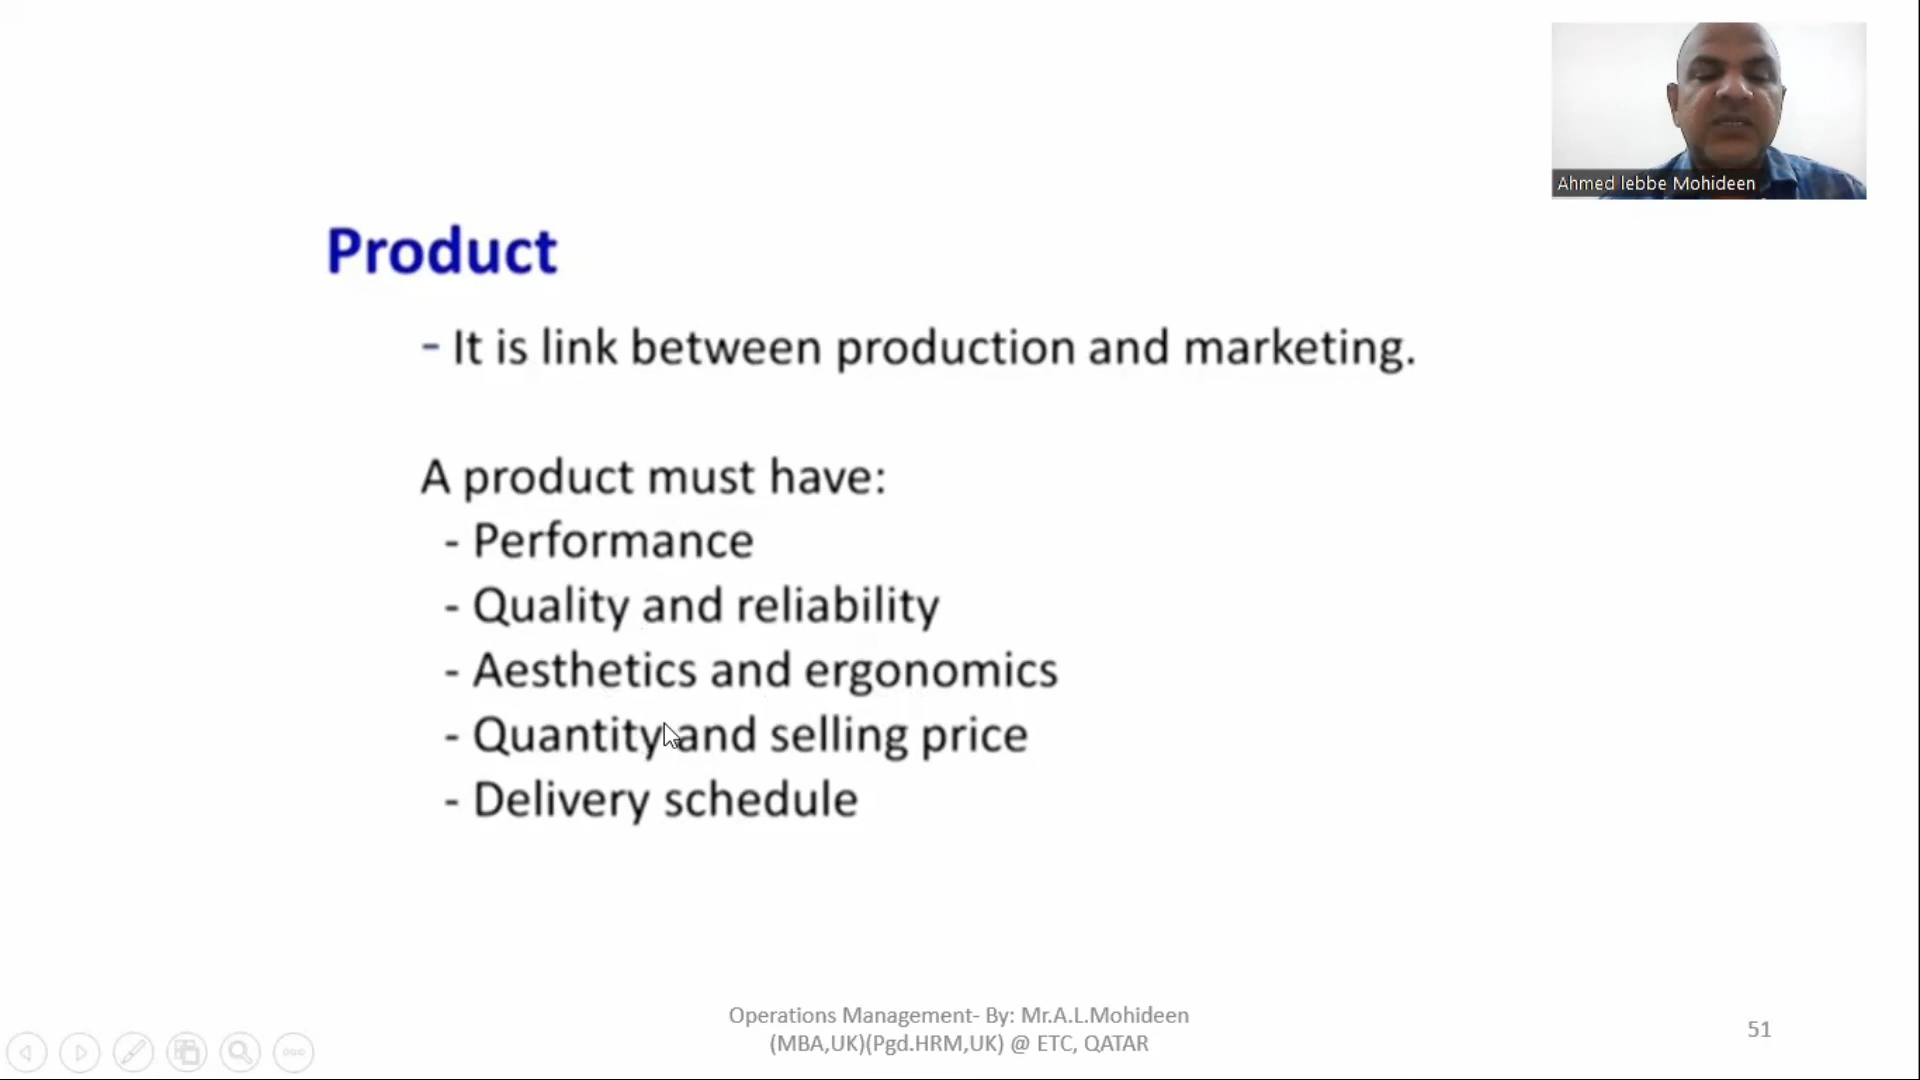 Ahmed lebbe Mohideen
Product
- It is link between production and marketing.
A product must have:
- Performance
- Quality and reliability
- Aesthetics and ergonomics
- Quantity and selling price
- Delivery schedule
Operations Management- By: Mr.A.L.Mohideen
(MBA,UK)(Pgd.HRM,UK) @ ETC, QATAR
51